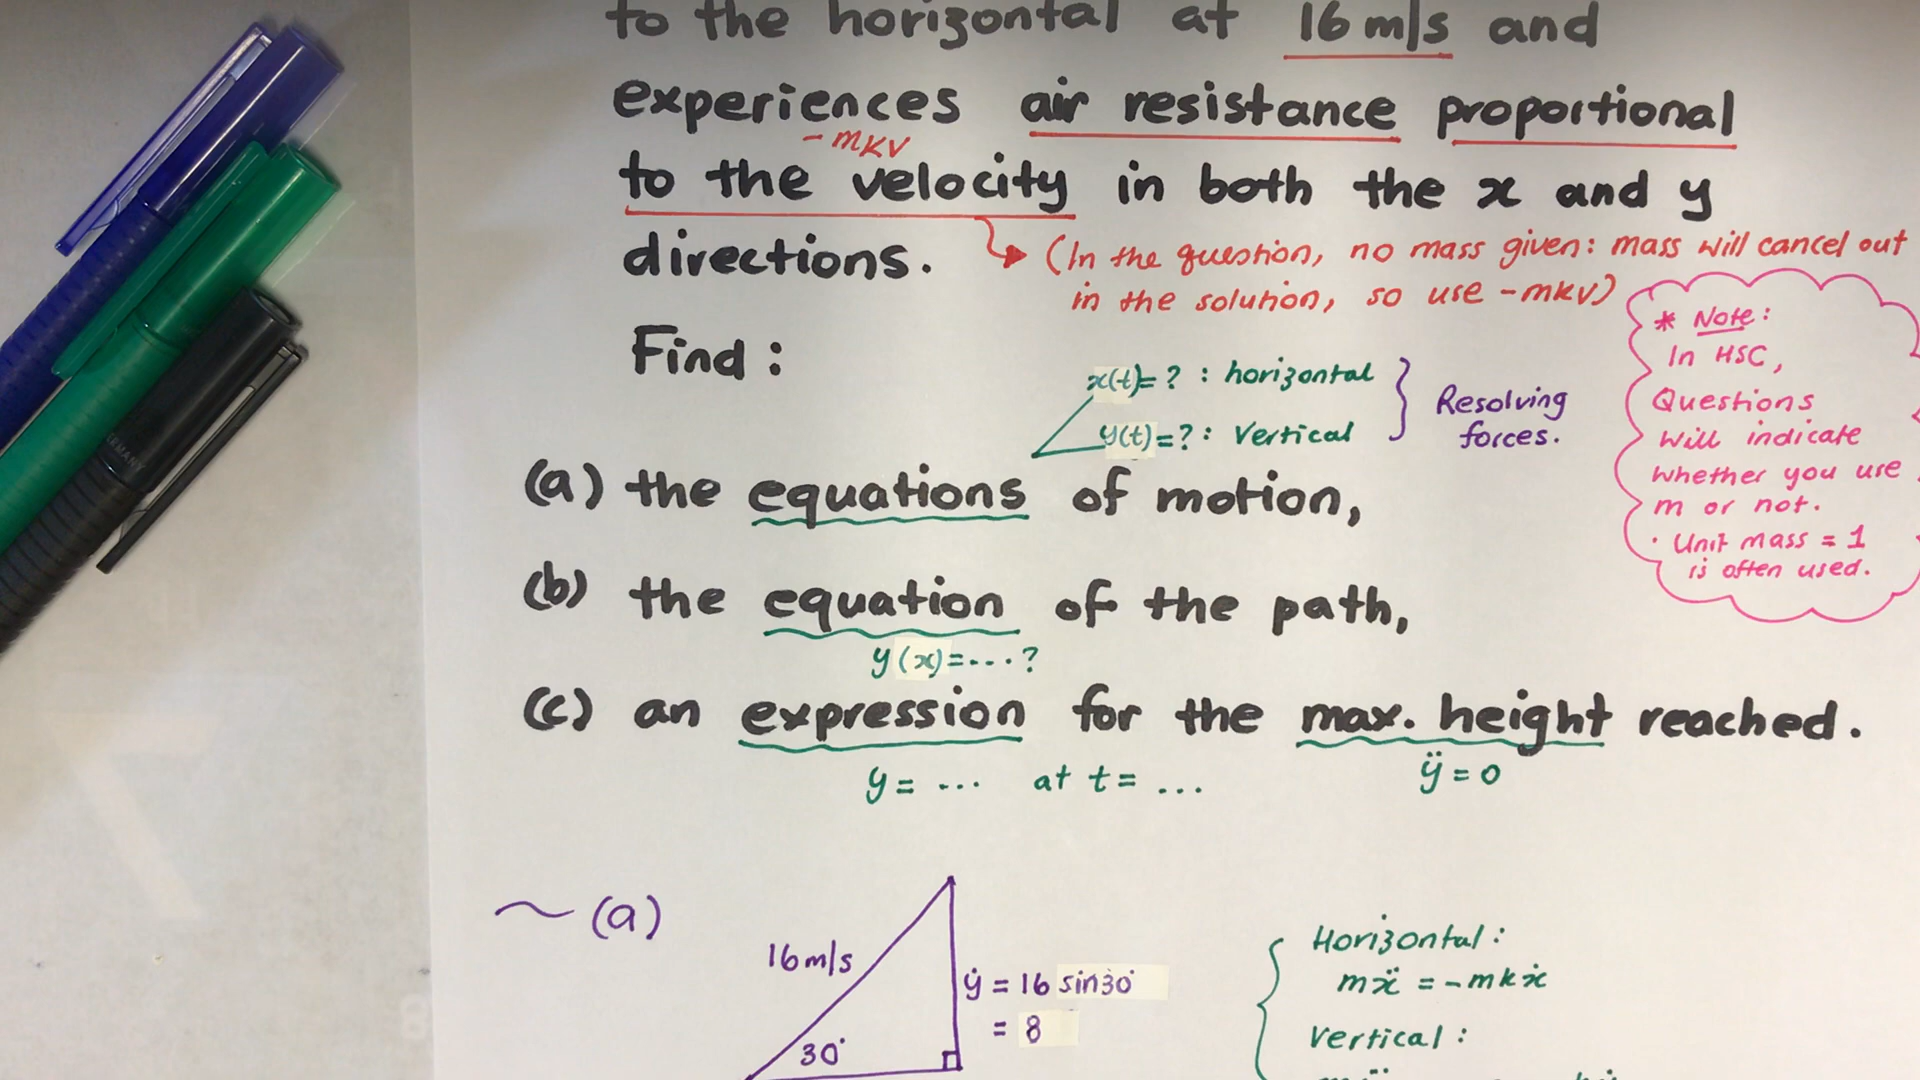 to the horizontal at 16 m/s and
experiences air resistance proportional
-mkv
to the velocity in both the x and y
directions.
(In the question, no mass given: mass will cancel out
in the solution, so use -mkv)
* Note:
In HSC,
Questions
will indicate
whether you use
m or not.
· Unit mass = 1
is often used.
Find:
x(t)=? : horizontal
y(t)=? : Vertical
Resolving
forces.
(a) the equations of motion,
(b) the equation of the path,
y(x)=....?
(c) an expression for the max. height reached.
y= ... at t= ...
ÿ = 0
~ (a)
16m/s
ẏ = 16 sin30°
= 8
30°
Horizontal:
mẍ = -mkẋ
Vertical:
ERMANY